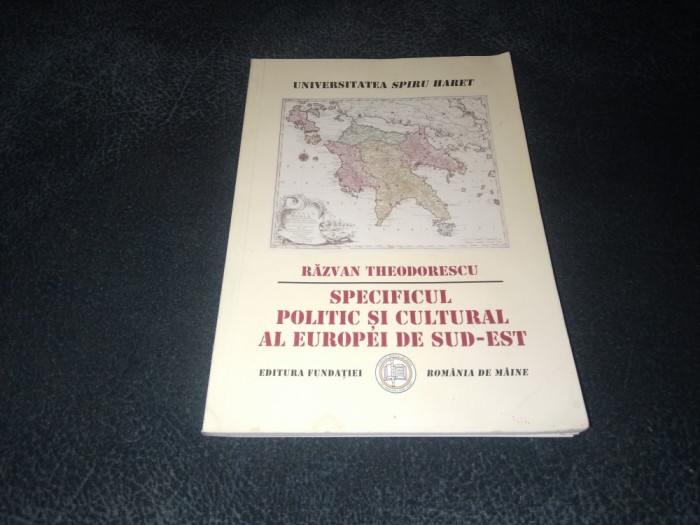 UNIVERSITATEA SPIRU HARET
RĂZVAN THEODORESCU
SPECIFICUL
POLITIC ȘI CULTURAL
AL EUROPEI DE SUD-EST
EDITURA FUNDAȚIEI ROMÂNIA DE MÂINE